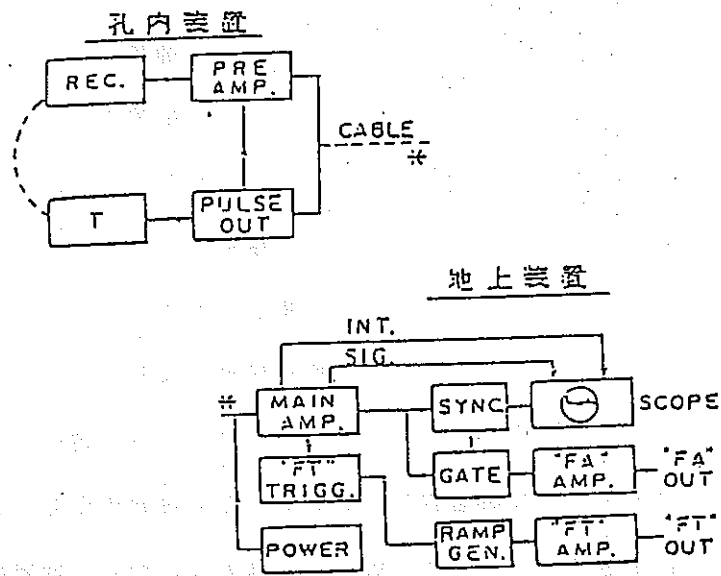 孔内装置
REC.
PRE
AMP.
CABLE
※
T
PULSE
OUT
地上装置
INT.
SIG.
※
MAIN
AMP.
SYNC
SCOPE
"FT"
TRIGG.
GATE
"FA"
AMP.
"FA"
OUT
POWER
RAMP
GEN.
"FT"
AMP.
"FT"
OUT